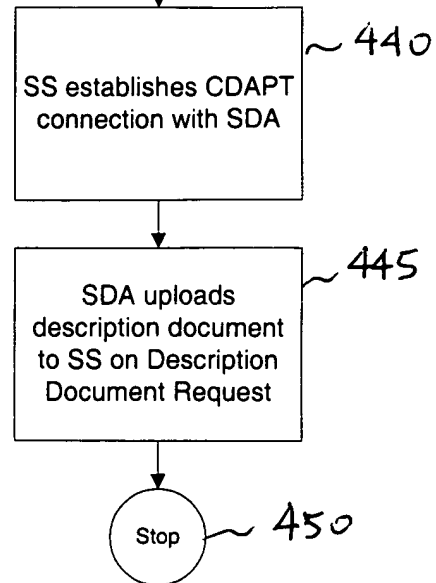 SS establishes CDAPT
connection with SDA
440
SDA uploads
description document
to SS on Description
Document Request
445
Stop
450